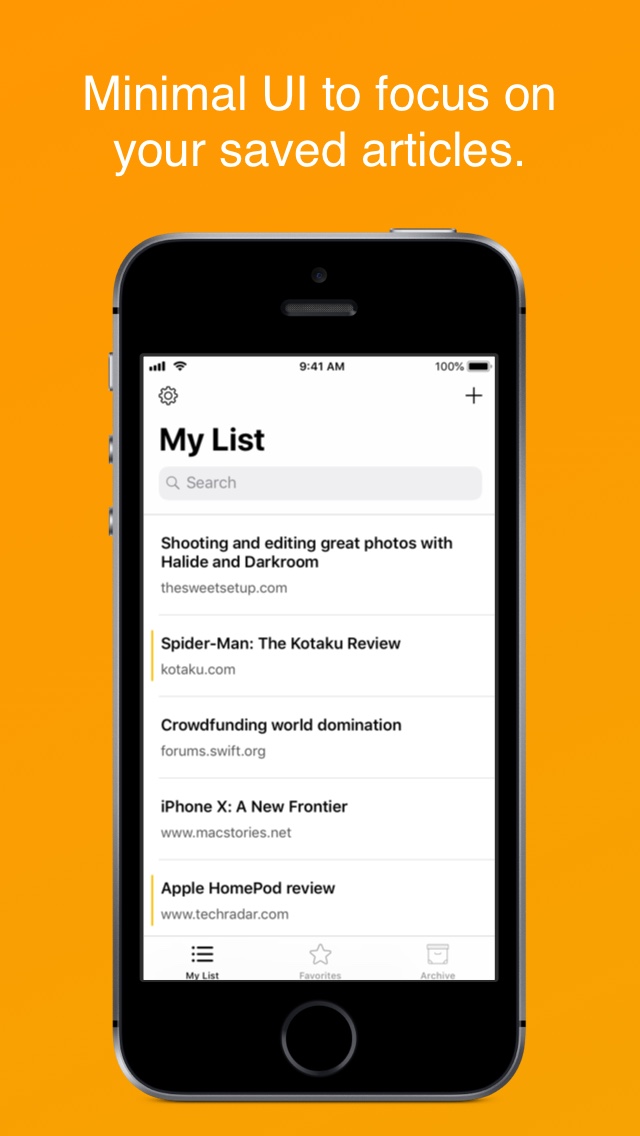 Minimal UI to focus on
your saved articles.
9:41 AM
100%
My List
Search
Shooting and editing great photos with
Halide and Darkroom
thesweetsetup.com
Spider-Man: The Kotaku Review
kotaku.com
Crowdfunding world domination
forums.swift.org
iPhone X: A New Frontier
www.macstories.net
Apple HomePod review
www.techradar.com
My List
Favorites
Archive